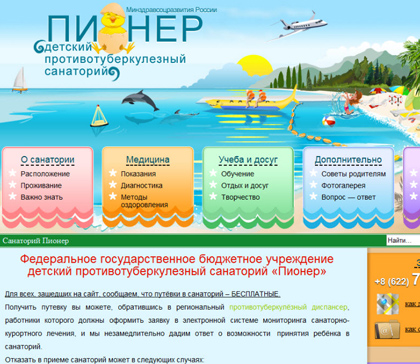 Минздравсоцразвития России
ПИОНЕР
детский
противотуберкулезный
санаторий
О санатории
Расположение
Проживание
Важно знать
Медицина
Показания
Диагностика
Методы
оздоровления
Учеба и досуг
Обучение
Отдых и досуг
Творчество
Дополнительно
Советы родителям
Фотогалерея
Вопрос — ответ
Санаторий Пионер
Найти...
Федеральное государственное бюджетное учреждение
детский противотуберкулезный санаторий «Пионер»
+8 (622) 7
Для всех, зашедших на сайт, сообщаем, что путёвки в санаторий – БЕСПЛАТНЫЕ.
Получить путевку вы можете, обратившись в региональный противотуберкулёзный диспансер,
работники которого должны оформить заявку в электронной системе мониторинга санаторно-
курортного лечения, и мы незамедлительно дадим ответ о возможности принятия ребёнка в
санаторий.
Отказать в приеме санаторий может в следующих случаях:
как
как